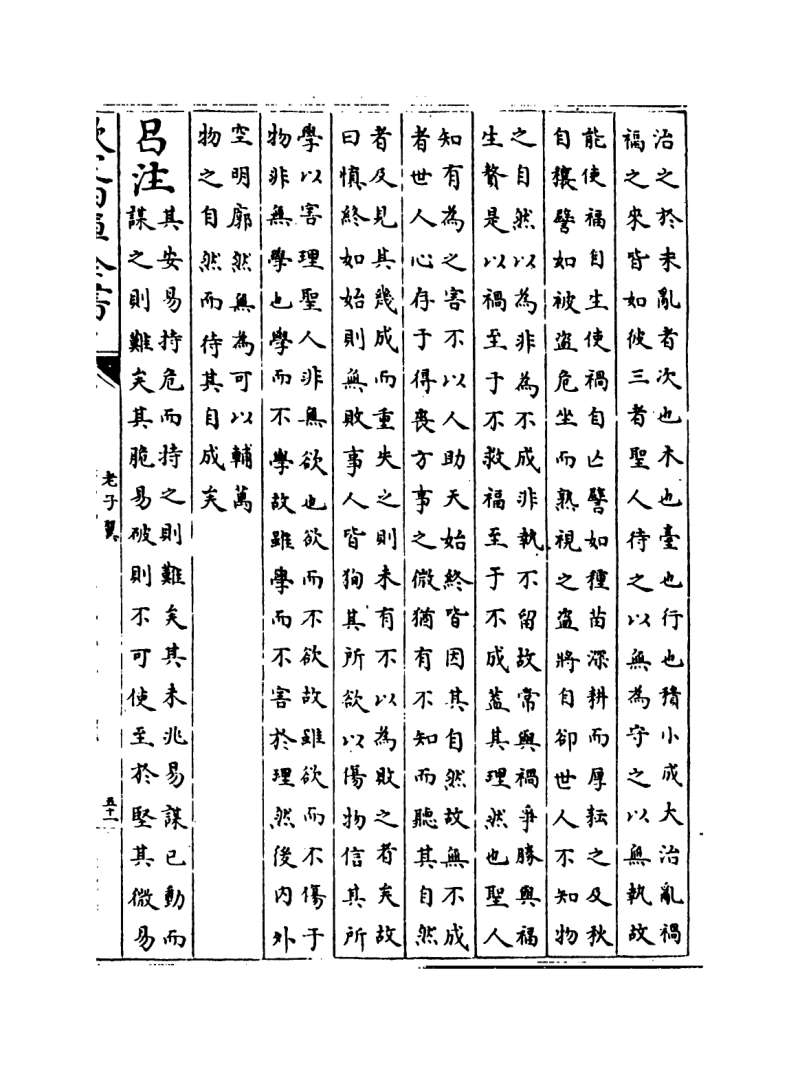 治之於未亂者次也木也臺也行也積小成大治亂禍
福之來皆如彼三者聖人待之以無為守之以無執故
能使福自生使禍自亡譬如種苗深耕而厚耘之及秋
自穰譬如被盜危坐而熟視之盜將自卻世人不知物
之自然以為非為不成非執不留故常與禍爭勝與福
生贅是以禍至于不救福至于不成蓋其理然也聖人
知有為之害不以人助天始終皆因其自然故無不成
者世人心存于得喪方事之微猶有不知而聽其自然
者及見其幾成而重失之則未有不以為敗之者矣故
曰慎終如始則無敗事人皆狥其所欲以傷物信其所
學以害理聖人非無欲也欲而不欲故雖欲而不傷于
物非無學也學而不學故雖學而不害於理然後內外
空明廓然無為可以輔萬
物之自然而待其自成矣
呂注
其安易持危而持之則難矣其未兆易謀已動而
謀之則難矣其脆易破則不可使至於堅其微易
欽定四庫全書
老子翼
五十一